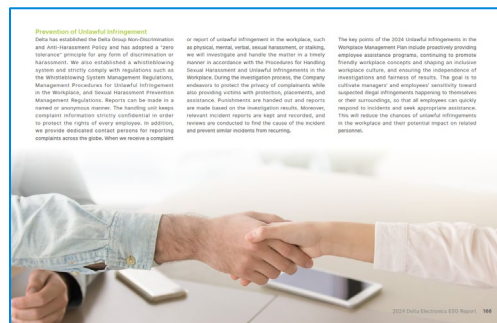 Prevention of Unlawful Infringement
Delta has established the Delta Group Non-Discrimination
and Anti-Harassment Policy and has adopted a "zero
tolerance" principle for any form of discrimination or
harassment. We also established a whistleblowing
system and strictly comply with regulations such as
the Whistleblowing System Management Regulations,
Management Procedures for Unlawful Infringement
in the Workplace, and Sexual Harassment Prevention
Management Regulations. Reports can be made in a
named or anonymous manner. The handling unit keeps
complaint information strictly confidential in order
to protect the rights of every employee. In addition,
we provide dedicated contact persons for reporting
complaints across the globe. When we receive a complaint
or report of unlawful infringement in the workplace, such
as physical, mental, verbal, sexual harassment, or stalking,
we will investigate and handle the matter in a timely
manner in accordance with the Procedures for Handling
Sexual Harassment and Unlawful Infringements in the
Workplace. During the investigation process, the Company
endeavors to protect the privacy of complainants while
also providing victims with protection, placements, and
assistance. Punishments are handed out and reports
are made based on the investigation results. Moreover,
relevant incident reports are kept and recorded, and
reviews are conducted to find the cause of the incident
and prevent similar incidents from recurring.
The key points of the 2024 Unlawful Infringements in the
Workplace Management Plan include proactively providing
employee assistance programs, continuing to promote
friendly workplace concepts and shaping an inclusive
workplace culture, and ensuring the independence of
investigations and fairness of results. The goal is to
cultivate managers' and employees' sensitivity toward
suspected illegal infringements happening to themselves
or their surroundings, so that all employees can quickly
respond to incidents and seek appropriate assistance.
This will reduce the chances of unlawful infringements
in the workplace and their potential impact on related
personnel.
2024 Delta Electronics ESG Report 168